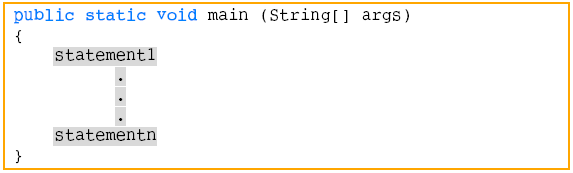 public static void main (String[] args)
{
statement1
.
.
.
statementn
}